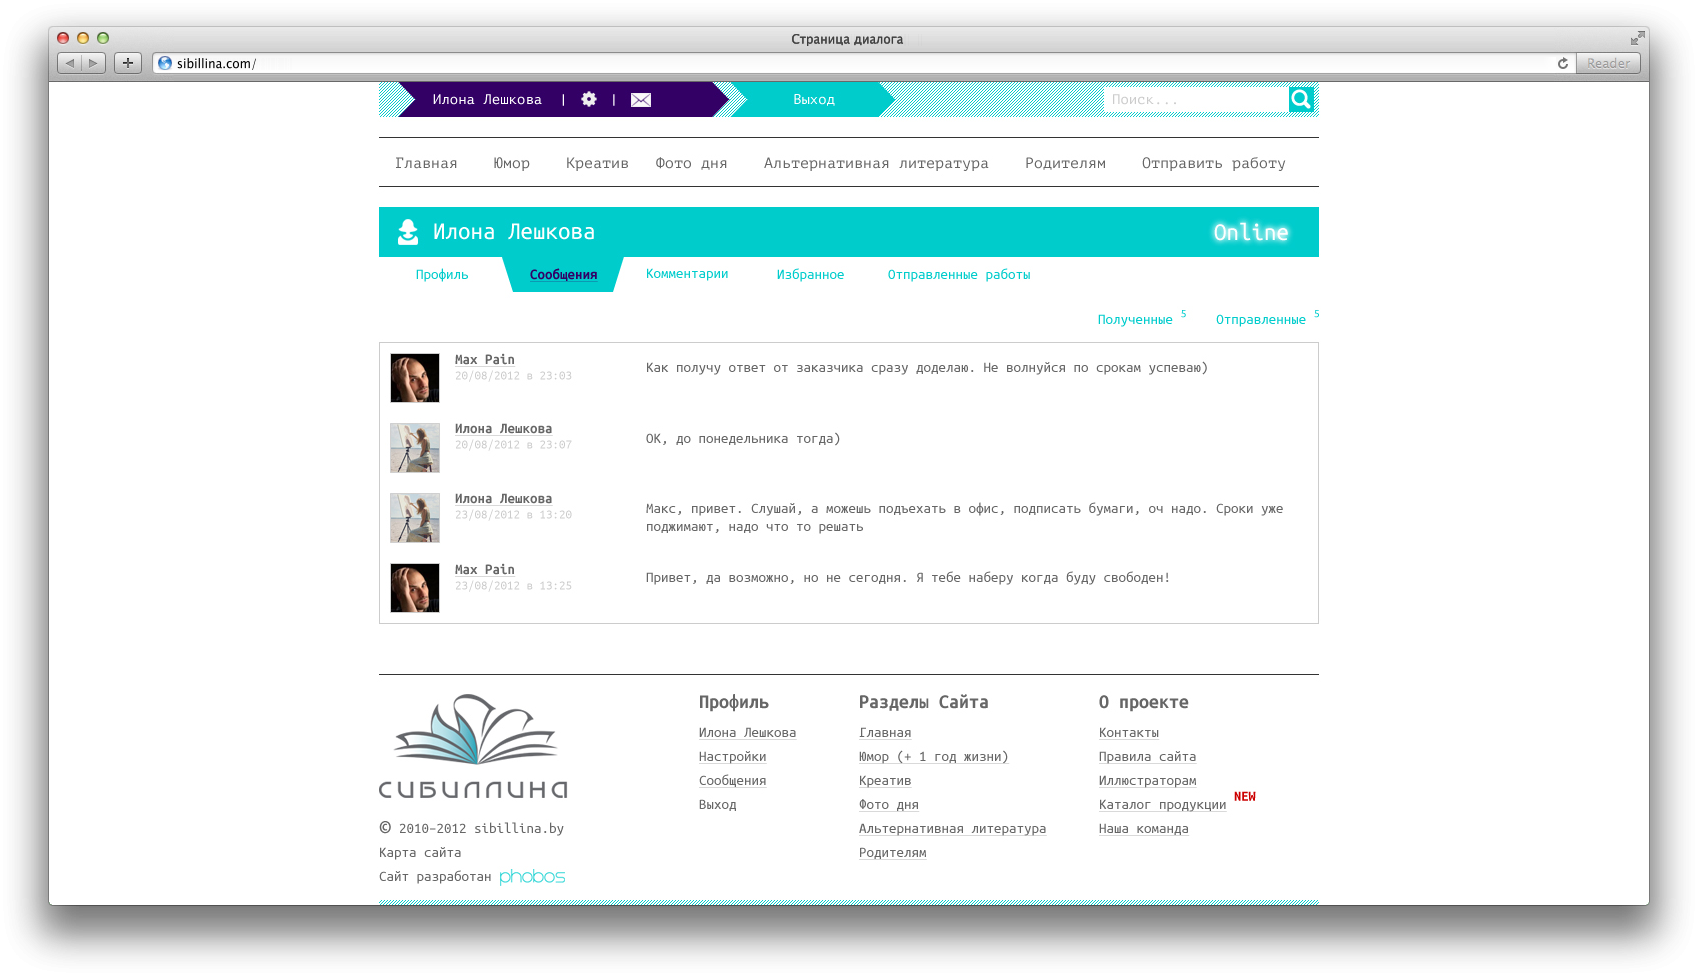 Страница диалога
sibillina.com/
Reader
Илона Лешкова | | Выход Поиск...
Главная Юмор Креатив Фото дня Альтернативная литература Родителям Отправить работу
Илона Лешкова Online
Профиль Сообщения Комментарии Избранное Отправленные работы
Полученные 5 Отправленные 5
Max Pain
20/08/2012 в 23:03
Как получу ответ от заказчика сразу доделаю. Не волнуйся по срокам успеваю)
Илона Лешкова
20/08/2012 в 23:07
ОК, до понедельника тогда)
Илона Лешкова
23/08/2012 в 13:20
Макс, привет. Слушай, а можешь подъехать в офис, подписать бумаги, оч надо. Сроки уже
поджимают, надо что то решать
Max Pain
23/08/2012 в 13:25
Привет, да возможно, но не сегодня. Я тебе наберу когда буду свободен!
СИБИЛЛИНА
© 2010-2012 sibillina.by
Карта сайта
Сайт разработан phobos
Профиль
Илона Лешкова
Настройки
Сообщения
Выход
Разделы Сайта
Главная
Юмор (+ 1 год жизни)
Креатив
Фото дня
Альтернативная литература
Родителям
О проекте
Контакты
Правила сайта
Иллюстраторам
Каталог продукции NEW
Наша команда